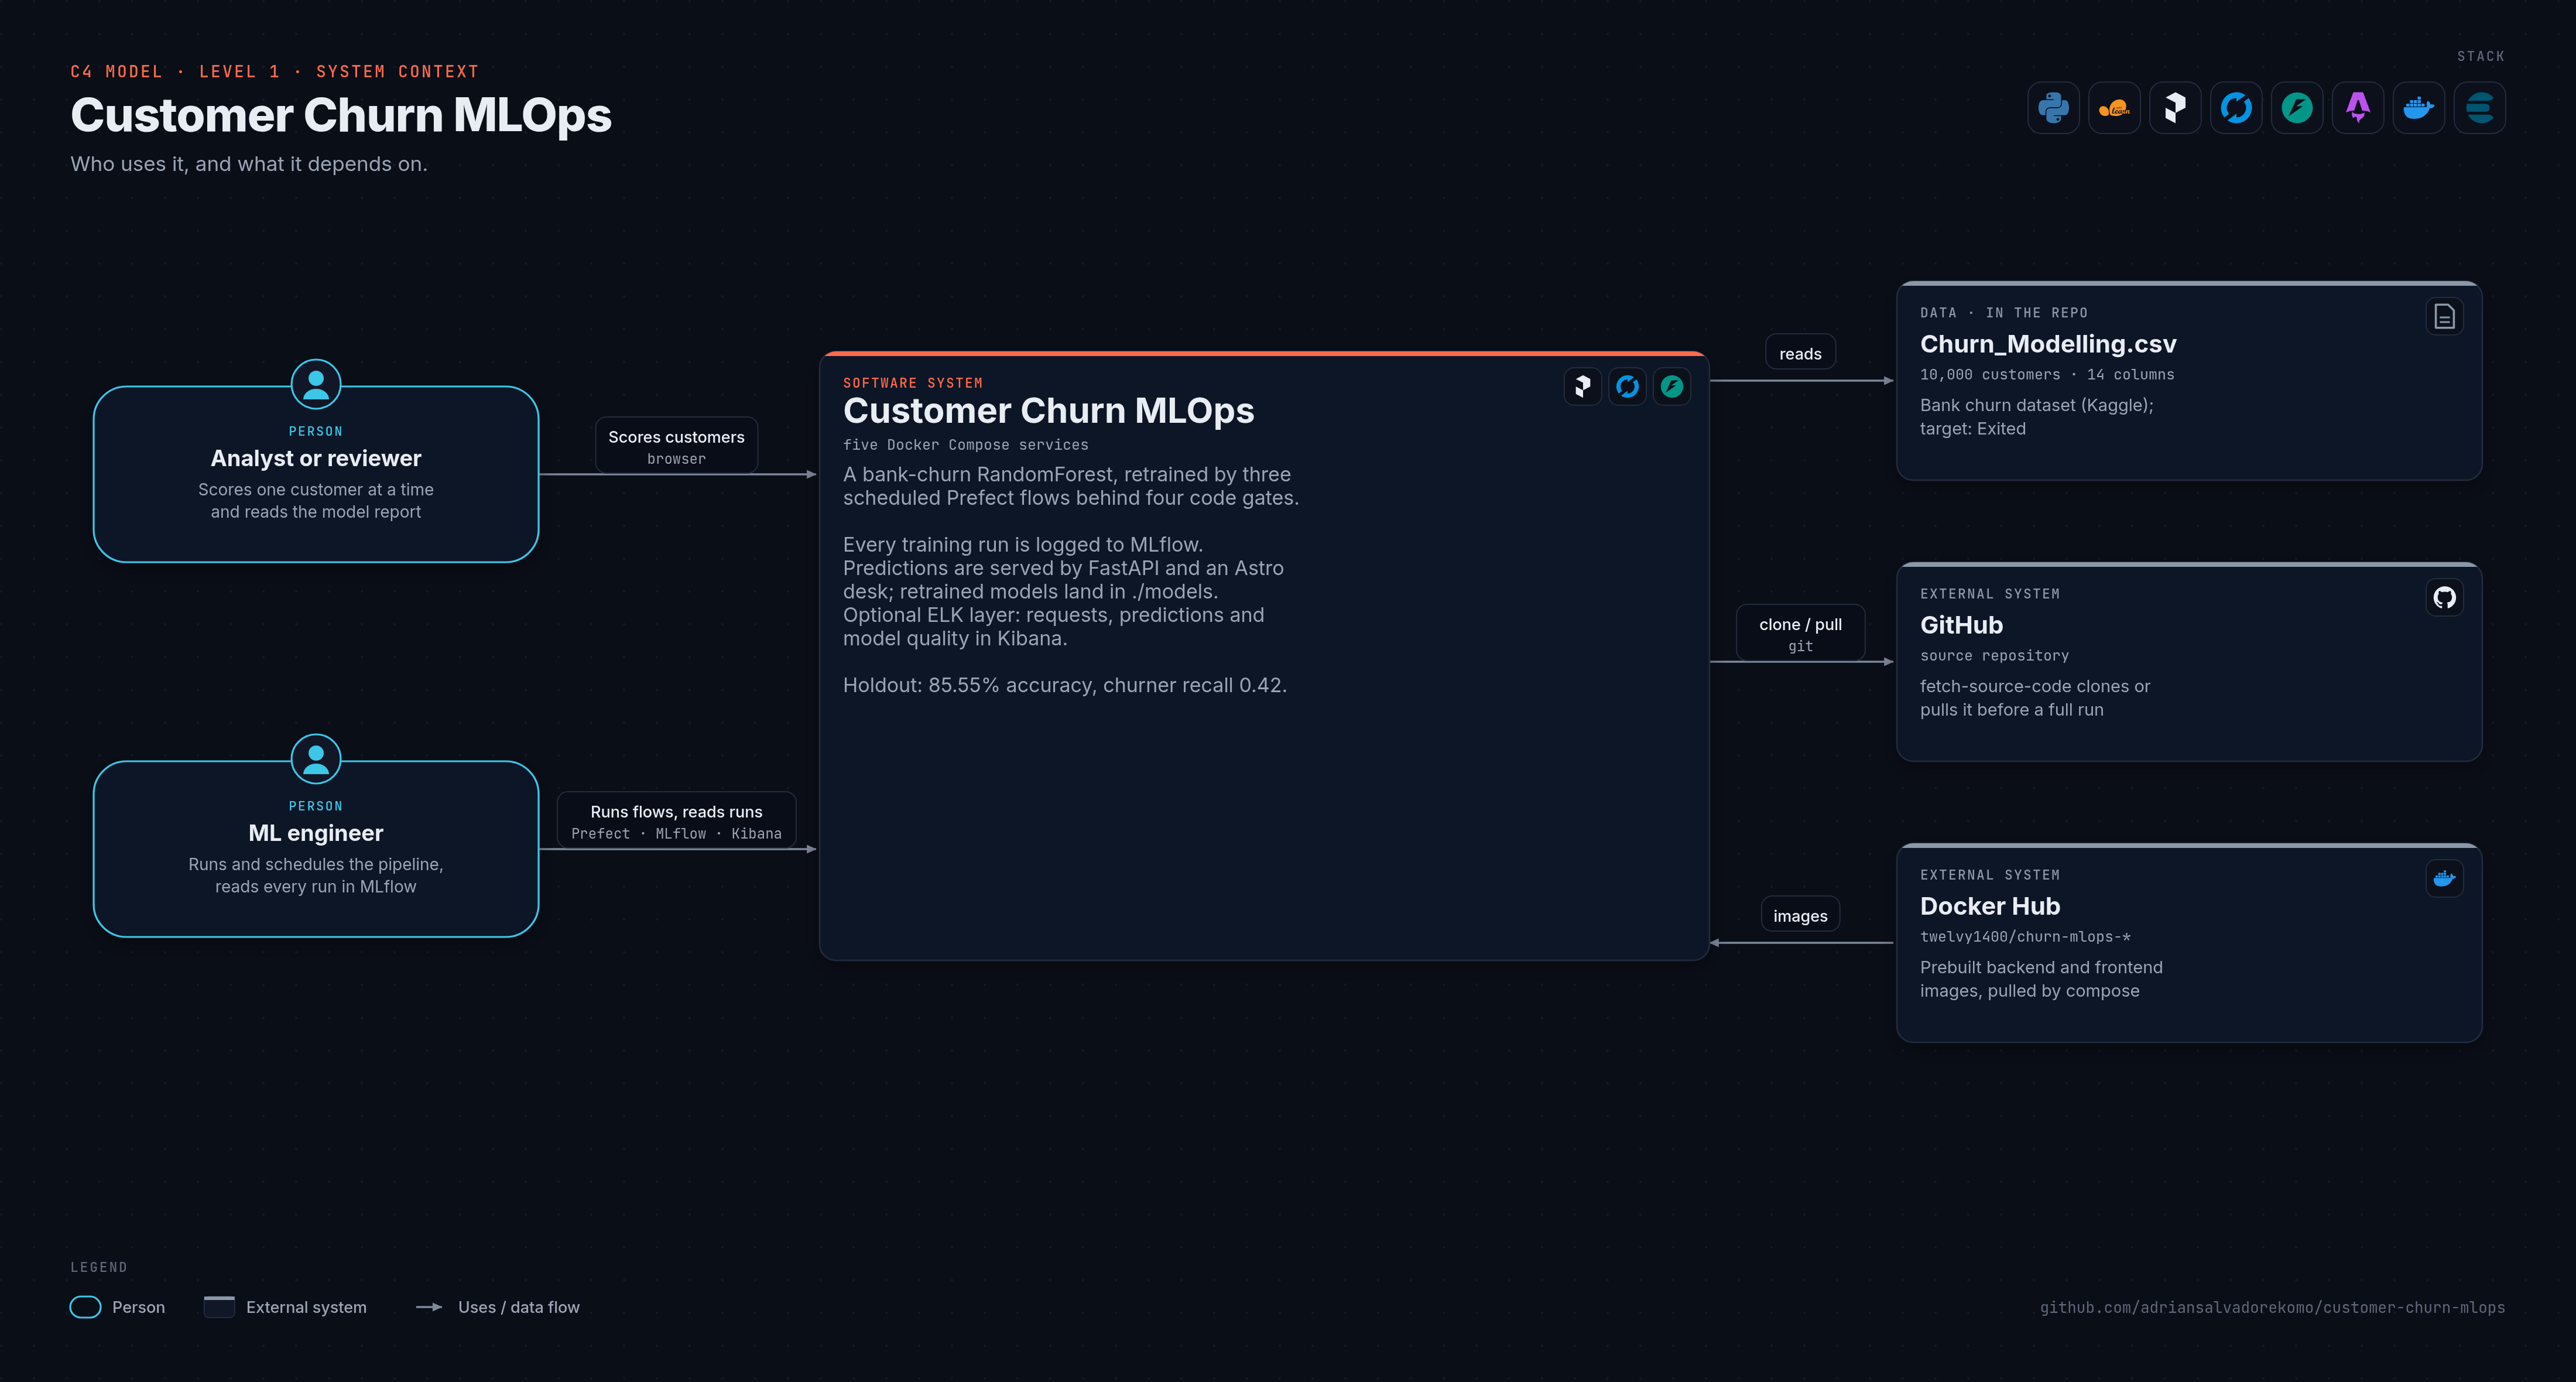 C4 MODEL · LEVEL 1 · SYSTEM CONTEXT
Customer Churn MLOps
Who uses it, and what it depends on.
STACK
PERSON
Analyst or reviewer
Scores one customer at a time
and reads the model report
Scores customers
browser
PERSON
ML engineer
Runs and schedules the pipeline,
reads every run in MLflow
Runs flows, reads runs
Prefect · MLflow · Kibana
SOFTWARE SYSTEM
Customer Churn MLOps
five Docker Compose services
A bank-churn RandomForest, retrained by three
scheduled Prefect flows behind four code gates.
Every training run is logged to MLflow.
Predictions are served by FastAPI and an Astro
desk; retrained models land in ./models.
Optional ELK layer: requests, predictions and
model quality in Kibana.
Holdout: 85.55% accuracy, churner recall 0.42.
reads
DATA · IN THE REPO
Churn_Modelling.csv
10,000 customers · 14 columns
Bank churn dataset (Kaggle);
target: Exited
clone / pull
git
EXTERNAL SYSTEM
GitHub
source repository
fetch-source-code clones or
pulls it before a full run
images
EXTERNAL SYSTEM
Docker Hub
twelvy1400/churn-mlops-*
Prebuilt backend and frontend
images, pulled by compose
LEGEND
Person
External system
Uses / data flow
github.com/adriansalvadorekomo/customer-churn-mlops